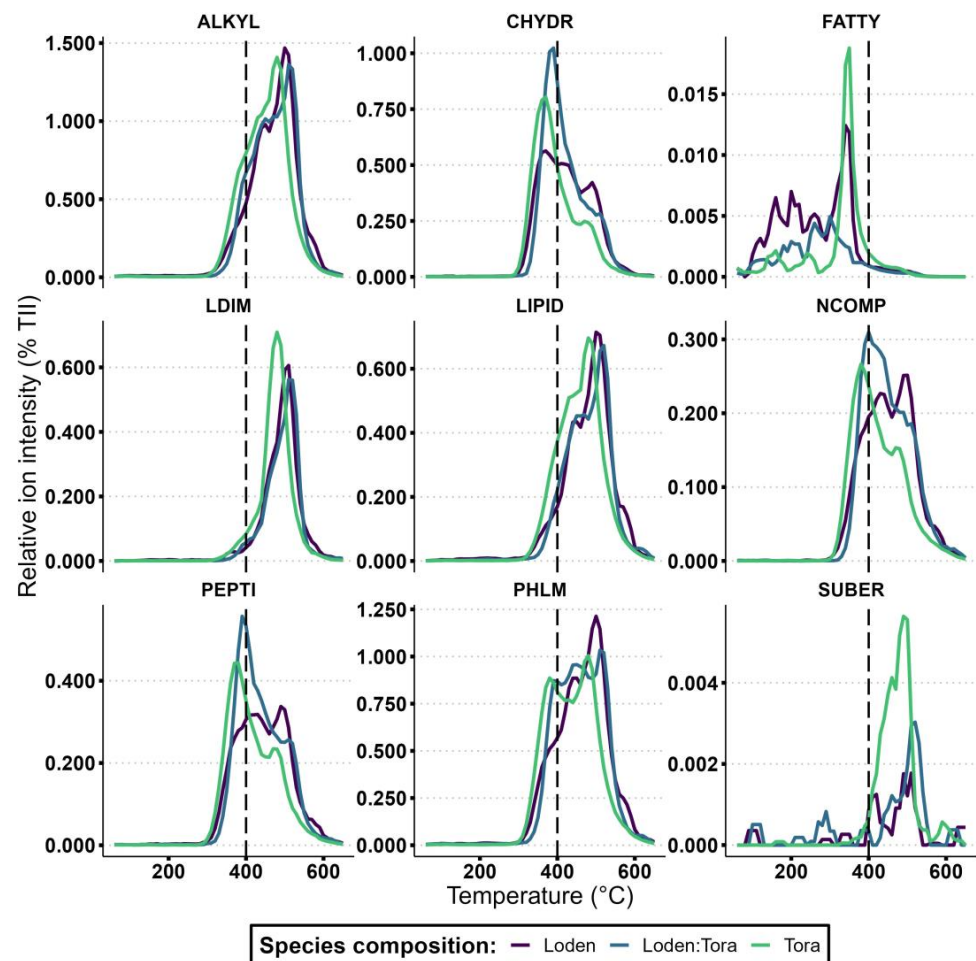 ALKYL CHYDR FATTY
1.500 1.000 0.015
1.000 0.750 0.010
0.500 0.500 0.005
0.250
0.000 0.000 0.000
LDIM LIPID NCOMP
0.600 0.600 0.300
0.400 0.400 0.200
0.200 0.200 0.100
0.000 0.000 0.000
Relative ion intensity (% TII)
PEPTI PHLM SUBER
1.250
0.400 1.000 0.004
0.750
0.200 0.500 0.002
0.250
0.000 0.000 0.000
200 400 600 200 400 600 200 400 600
Temperature (°C)
Species composition: Loden Loden:Tora Tora